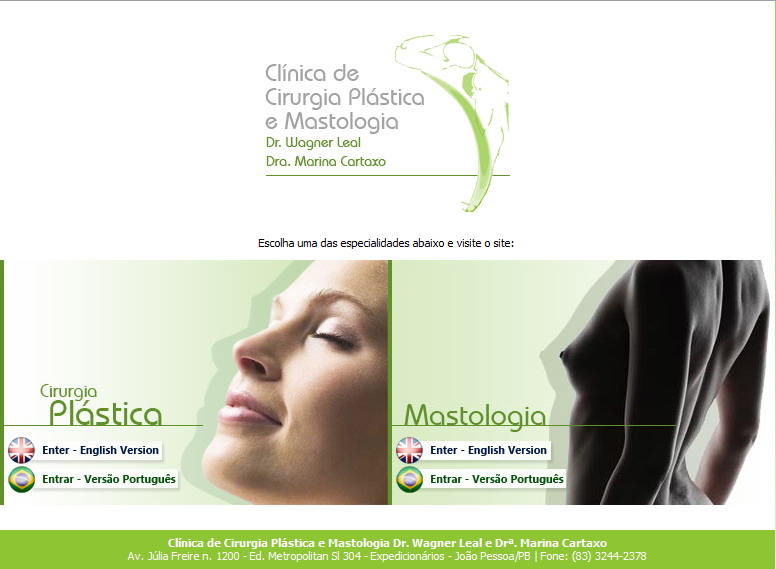 Clínica de
Cirurgia Plástica
e Mastologia
Dr. Wagner Leal
Dra. Marina Cartaxo
Escolha uma das especialidades abaixo e visite o site:
Cirurgia
Plástica
Enter - English Version
Entrar - Versão Português
Mastologia
Enter - English Version
Entrar - Versão Português
Clínica de Cirurgia Plástica e Mastologia Dr. Wagner Leal e Drª. Marina Cartaxo
Av. Júlia Freire n. 1200 - Ed. Metropolitan Sl 304 - Expedicionários - João Pessoa/PB | Fone: (83) 3244-2378